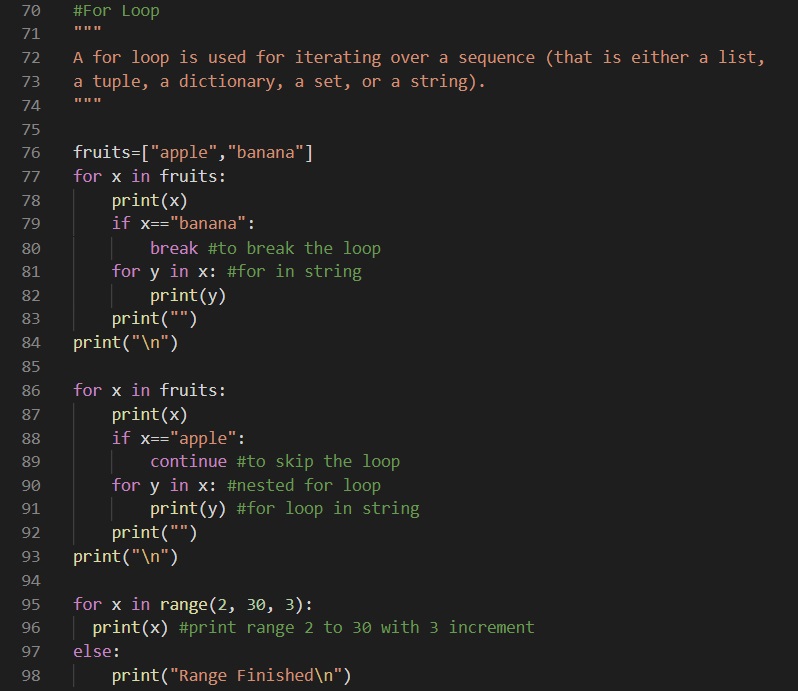 70 #For Loop
71 """
72 A for loop is used for iterating over a sequence (that is either a list,
73 a tuple, a dictionary, a set, or a string).
74 """
75
76 fruits=["apple","banana"]
77 for x in fruits:
78     print(x)
79     if x=="banana":
80         break #to break the loop
81     for y in x: #for in string
82         print(y)
83     print("")
84 print("\n")
85
86 for x in fruits:
87     print(x)
88     if x=="apple":
89         continue #to skip the loop
90     for y in x: #nested for loop
91         print(y) #for loop in string
92     print("")
93 print("\n")
94
95 for x in range(2, 30, 3):
96   print(x) #print range 2 to 30 with 3 increment
97 else:
98     print("Range Finished\n")